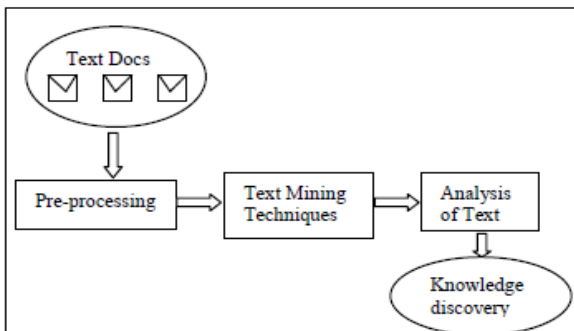 Text Docs
Pre-processing
Text Mining
Techniques
Analysis
of Text
Knowledge
discovery